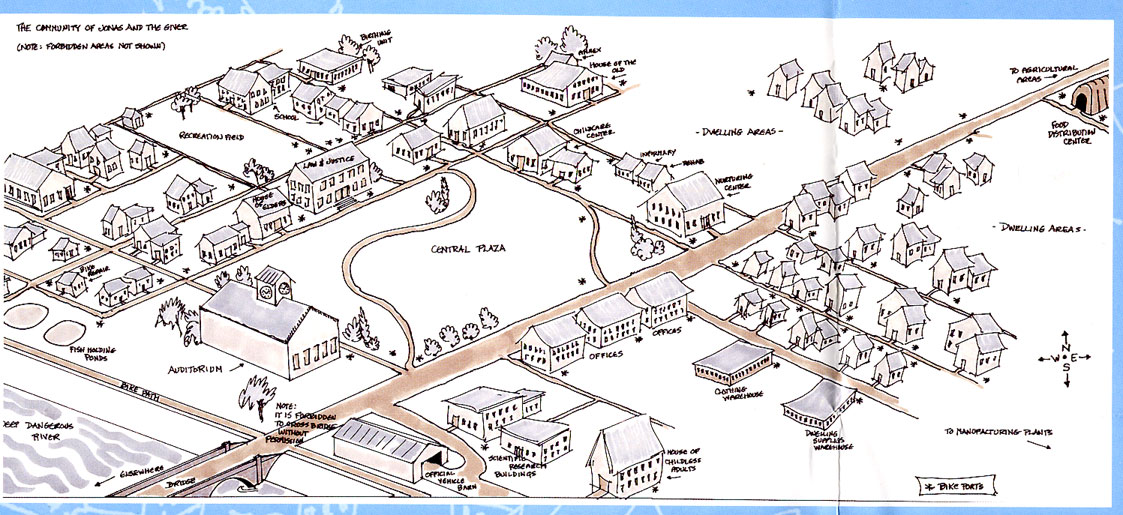 THE COMMUNITY OF JONAS AND THE GIVER
(NOTE: FORBIDDEN AREAS NOT SHOWN)
BIRTHING
UNIT
ANNEX
HOUSE OF THE
OLD
TO AGRICULTURAL
AREAS
SCHOOL
RECREATION FIELD
CHILDCARE
CENTER
- DWELLING AREAS -
FOOD
DISTRIBUTION
CENTER
LAW & JUSTICE
INFIRMARY
REHAB
NURTURING
CENTER
HOUSE
OF
ELDERS
CENTRAL PLAZA
- DWELLING AREAS -
BIKE
REPAIR
FISH HOLDING
PONDS
AUDITORIUM
OFFICES
OFFICES
N
W E
S
CLOTHING
WAREHOUSE
BIKE PATH
NOTE:
IT IS FORBIDDEN
TO CROSS BRIDGE
WITHOUT
PERMISSION
DEEP DANGEROUS
RIVER
DWELLING
SUPPLIES
WAREHOUSE
TO MANUFACTURING PLANTS
ELSEWHERE
BRIDGE
OFFICIAL
VEHICLE
BARN
SCIENTIFIC
RESEARCH
BUILDINGS
HOUSE OF
CHILDLESS
ADULTS
* BIKE PORTS